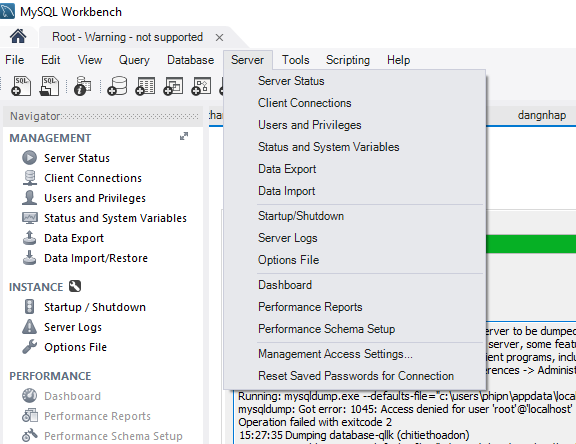 MySQL Workbench
Root - Warning - not supported
File Edit View Query Database Server Tools Scripting Help
SQL SQL
Navigator
dangnhap
MANAGEMENT
Server Status
Client Connections
Users and Privileges
Status and System Variables
Data Export
Data Import/Restore
INSTANCE
Startup / Shutdown
Server Logs
Options File
PERFORMANCE
Dashboard
Performance Reports
Performance Schema Setup
Server Status
Client Connections
Users and Privileges
Status and System Variables
Data Export
Data Import
Startup/Shutdown
Server Logs
Options File
Dashboard
Performance Reports
Performance Schema Setup
Management Access Settings...
Reset Saved Passwords for Connection
erver to be dumped
server, some feat
ient programs, inclu
erences -> Administ
Running: mysqldump.exe --defaults-file="c:\users\phipn\appdata\loca
mysqldump: Got error: 1045: Access denied for user 'root'@'localhost'
Operation failed with exitcode 2
15:27:35 Dumping database-qllk (chitiethoadon)